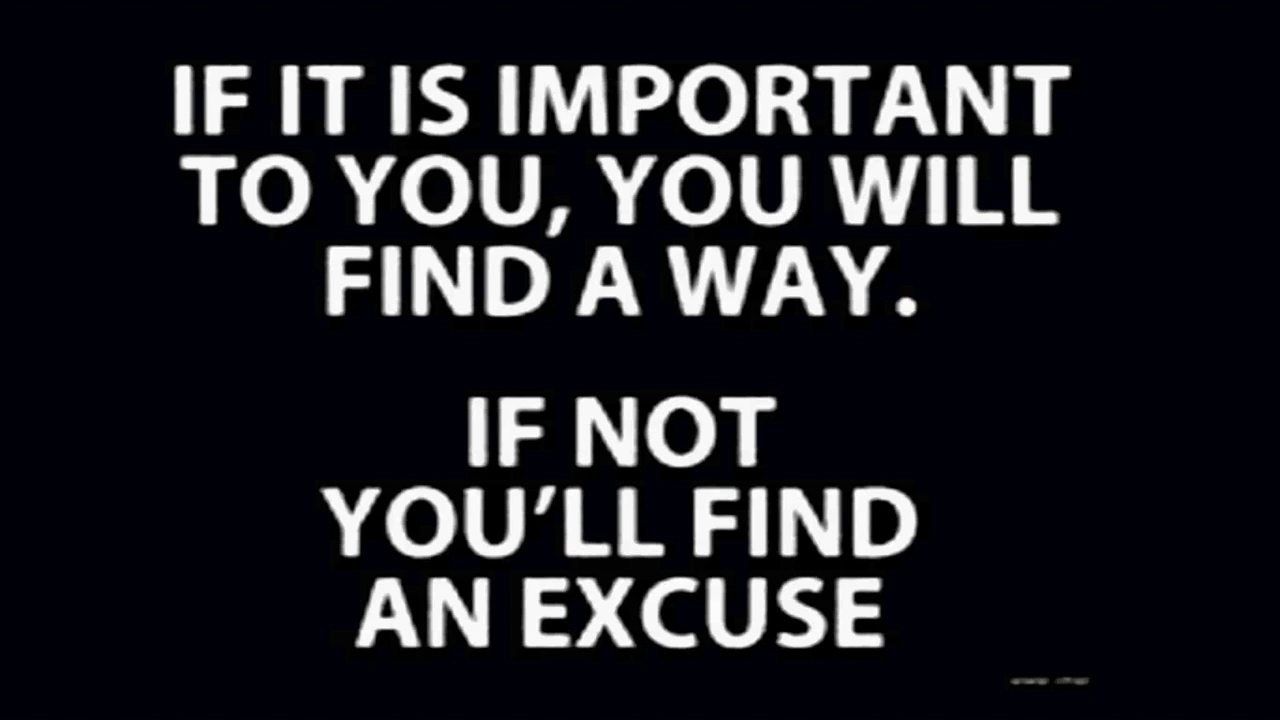 IF IT IS IMPORTANT
TO YOU, YOU WILL
FIND A WAY.
IF NOT
YOU’LL FIND
AN EXCUSE